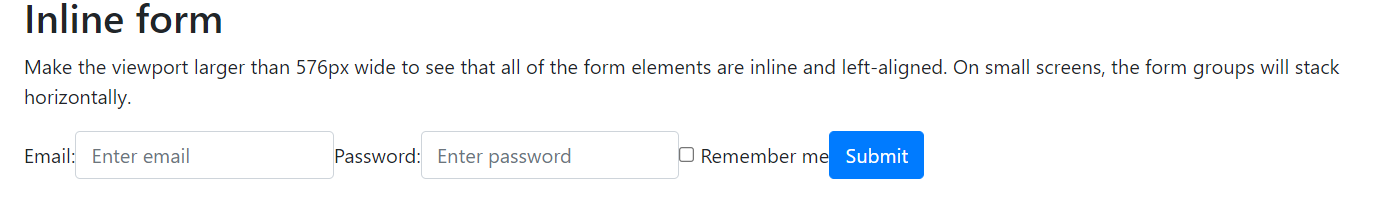 Inline form
Make the viewport larger than 576px wide to see that all of the form elements are inline and left-aligned. On small screens, the form groups will stack
horizontally.
Email: Enter email Password: Enter password Remember me Submit